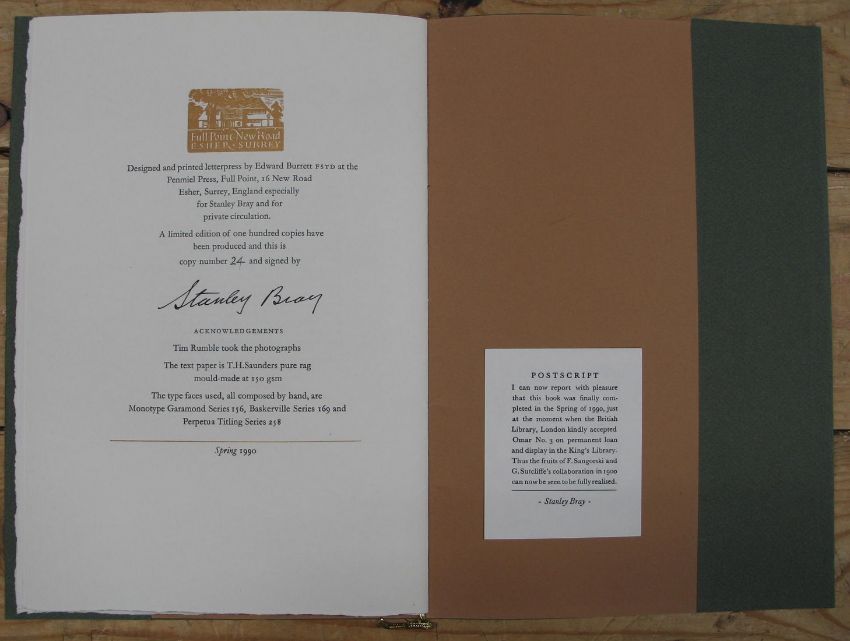 Full Point·New Road
ESHER · SURREY
Designed and printed letterpress by Edward Burrett FSTD at the
Penmiel Press, Full Point, 16 New Road
Esher, Surrey, England especially
for Stanley Bray and for
private circulation.
A limited edition of one hundred copies have
been produced and this is
copy number 24 and signed by
Stanley Bray
ACKNOWLEDGEMENTS
Tim Rumble took the photographs
The text paper is T.H.Saunders pure rag
mould-made at 150 gsm
The type faces used, all composed by hand, are
Monotype Garamond Series 156, Baskerville Series 169 and
Perpetua Titling Series 258
Spring 1990
POSTSCRIPT
I can now report with pleasure
that this book was finally com-
pleted in the Spring of 1990, just
at the moment when the British
Library, London kindly accepted
Omar No. 3 on permanent loan
and display in the King's Library.
Thus the fruits of F. Sangorski and
G. Sutcliffe's collaboration in 1900
can now be seen to be fully realised.
- Stanley Bray -